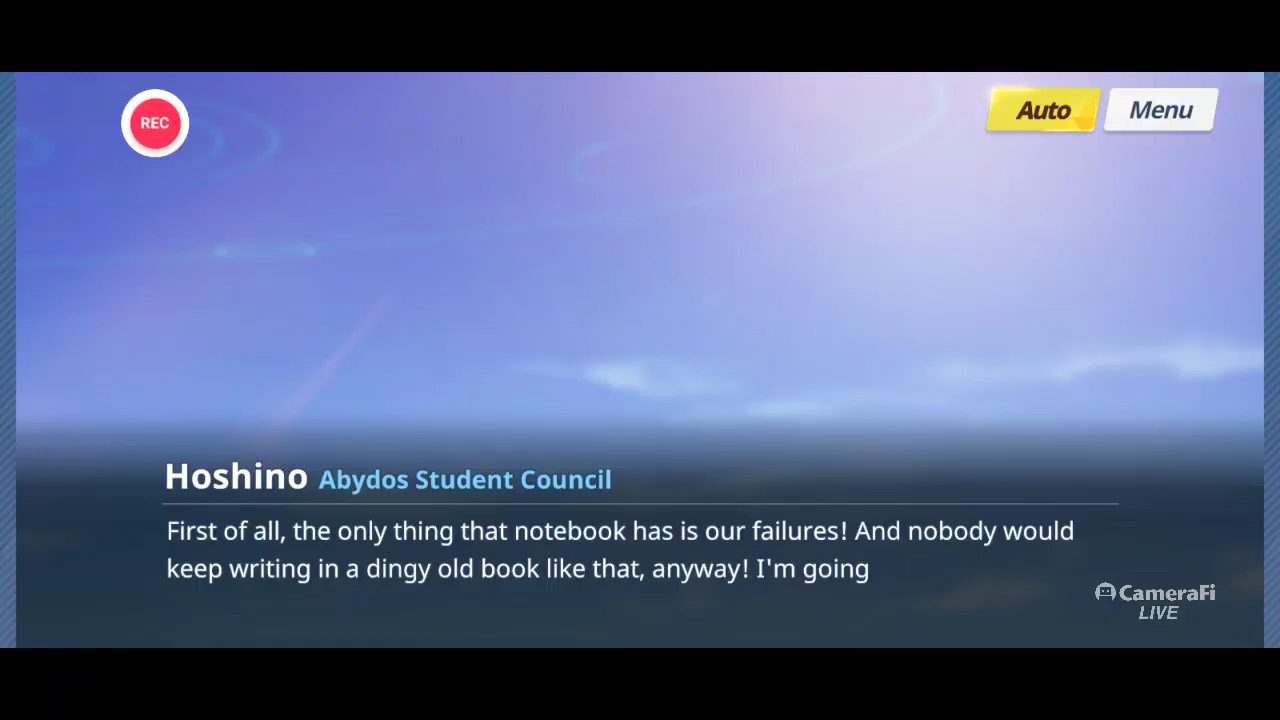 REC
Auto
Menu
Hoshino Abydos Student Council
First of all, the only thing that notebook has is our failures! And nobody would
keep writing in a dingy old book like that, anyway! I'm going
CameraFi
LIVE